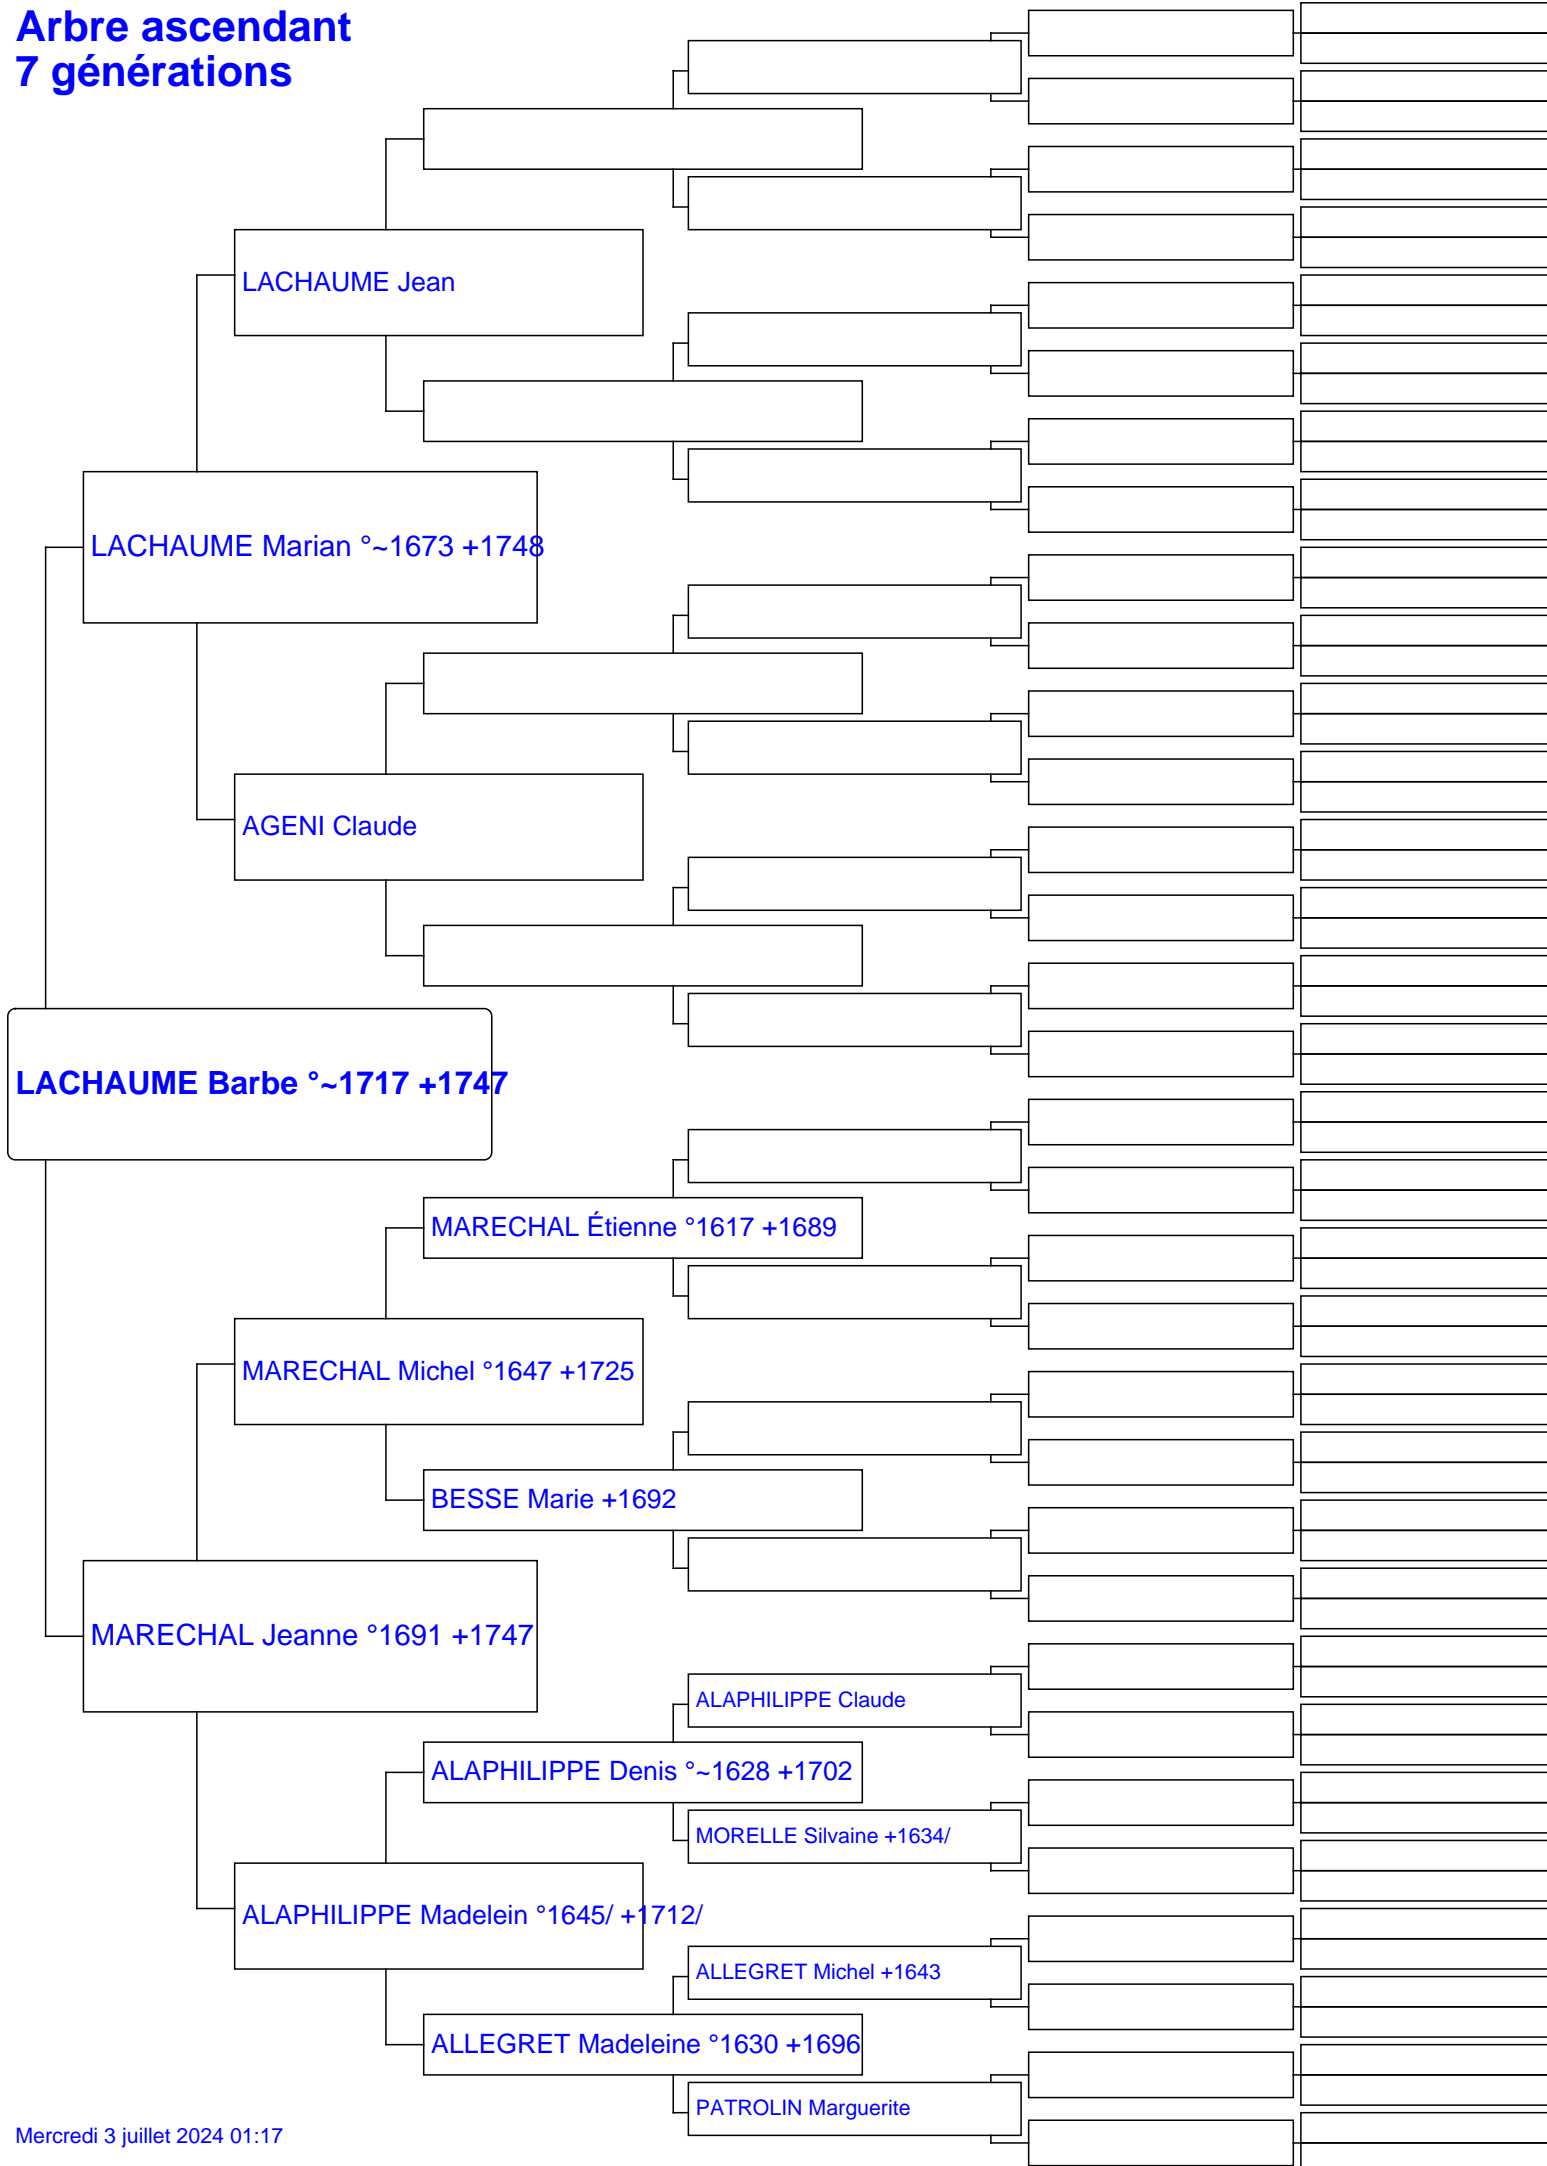 Arbre ascendant
7 générations
LACHAUME Jean
LACHAUME Marian °~1673 +1748
AGENI Claude
LACHAUME Barbe °~1717 +1747
MARECHAL Étienne °1617 +1689
MARECHAL Michel °1647 +1725
BESSE Marie +1692
MARECHAL Jeanne °1691 +1747
ALAPHILIPPE Claude
ALAPHILIPPE Denis °~1628 +1702
MORELLE Silvaine +1634/
ALAPHILIPPE Madelein °1645/ +1712/
ALLEGRET Michel +1643
ALLEGRET Madeleine °1630 +1696
PATROLIN Marguerite
Mercredi 3 juillet 2024 01:17